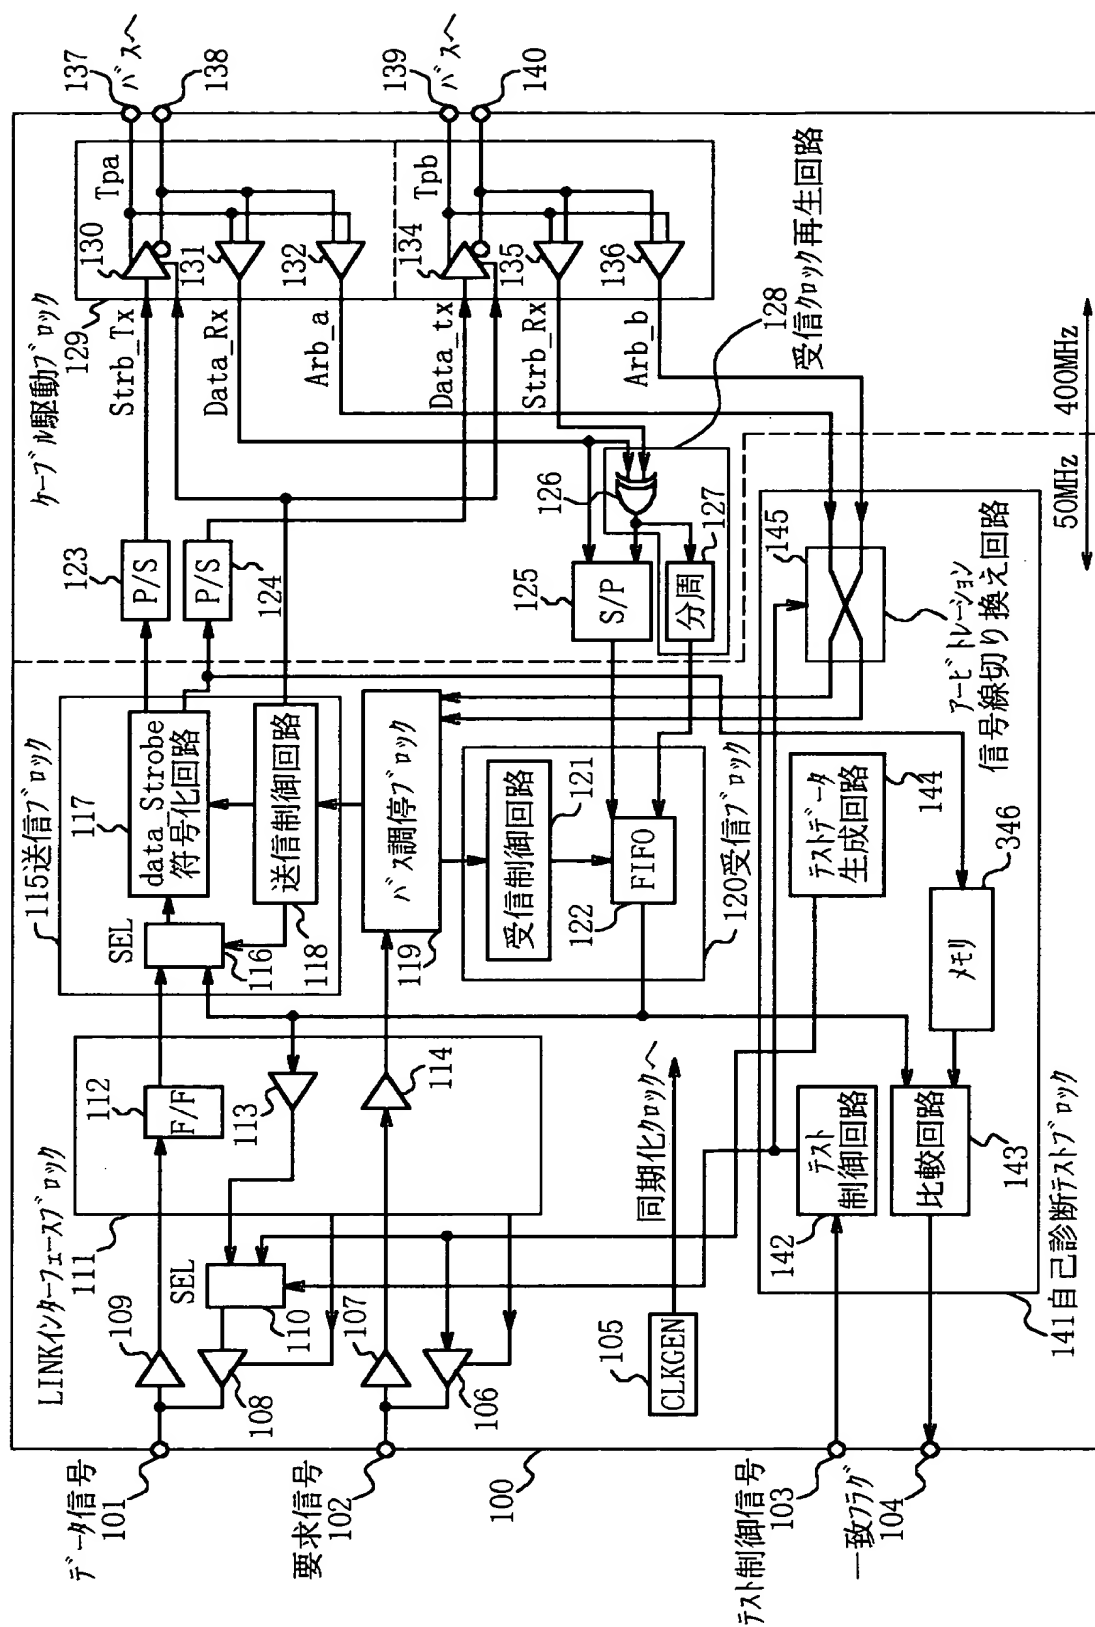 データ信号
101
要求信号
102
100
テスト制御信号
103
一致フラグ
104
LINKインターフェースブロック
111
109
108
SEL
110
107
106
105
CLKGEN
同期化クロックへ
112
F/F
113
114
115送信ブロック
SEL
116
117
data_Strobe
符号化回路
送信制御回路
118
バス調停ブロック
119
受信制御回路
121
FIFO
122
120受信ブロック
123
P/S
P/S
124
125
S/P
126
127
分周
128
受信クロック再生回路
ケーブル駆動ブロック
129
Strb_Tx
Data_Rx
Arb_a
Data_tx
Strb_Rx
Arb_b
130
131
132
134
135
136
Tpa
Tpb
137
バスへ
138
139
バスへ
140
141自己診断テストブロック
142
テスト
制御回路
比較回路
143
テストデータ
生成回路
144
メモリ
346
145
アービトレーション
信号線切り換え回路
50MHz
400MHz